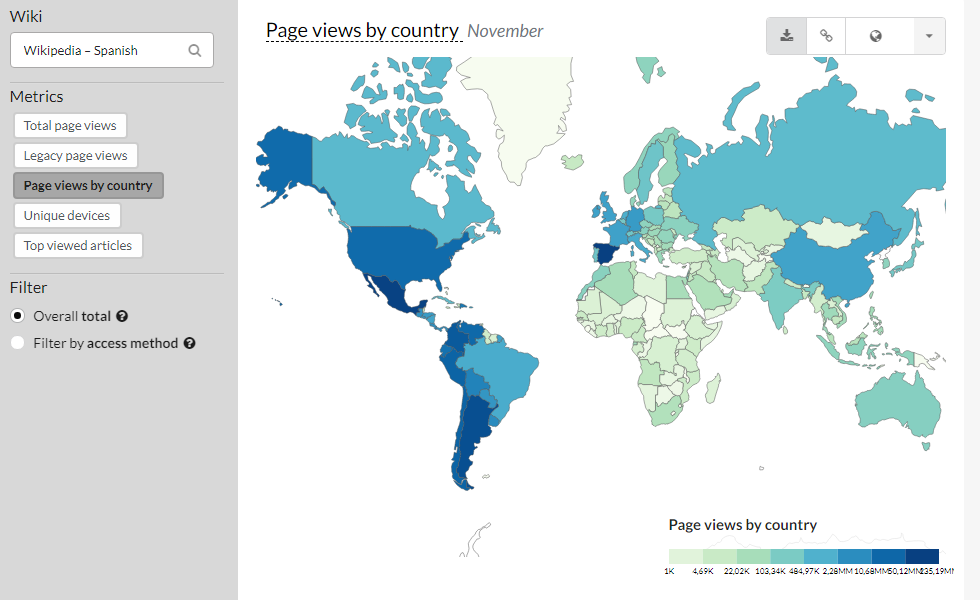 Wiki
Wikipedia – Spanish
Metrics
Total page views
Legacy page views
Page views by country
Unique devices
Top viewed articles
Filter
Overall total
Filter by access method
Page views by country November
Page views by country
1K 4,69K 22,02K 103,34K 484,97K 2,28MM 10,68MM 50,12MM 235,19MM